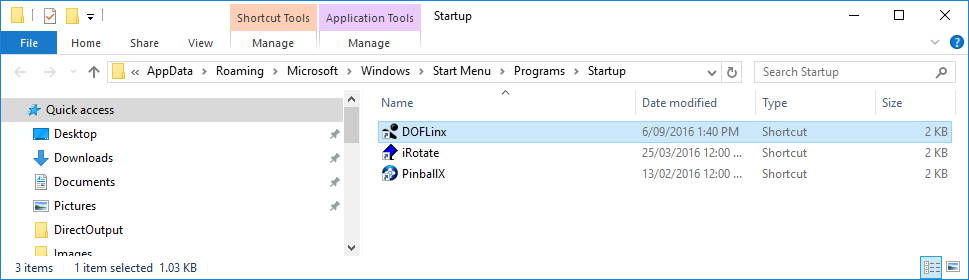 Shortcut Tools Application Tools Startup
File Home Share View Manage Manage
« AppData Roaming Microsoft Windows Start Menu Programs Startup Search Startup
Quick access
Desktop
Downloads
Documents
Pictures
DirectOutput
Images
Name Date modified Type Size
DOFLinx 6/09/2016 1:40 PM Shortcut 2 KB
iRotate 25/03/2016 12:00 ... Shortcut 2 KB
PinballX 13/02/2016 12:00 ... Shortcut 2 KB
3 items 1 item selected 1.03 KB